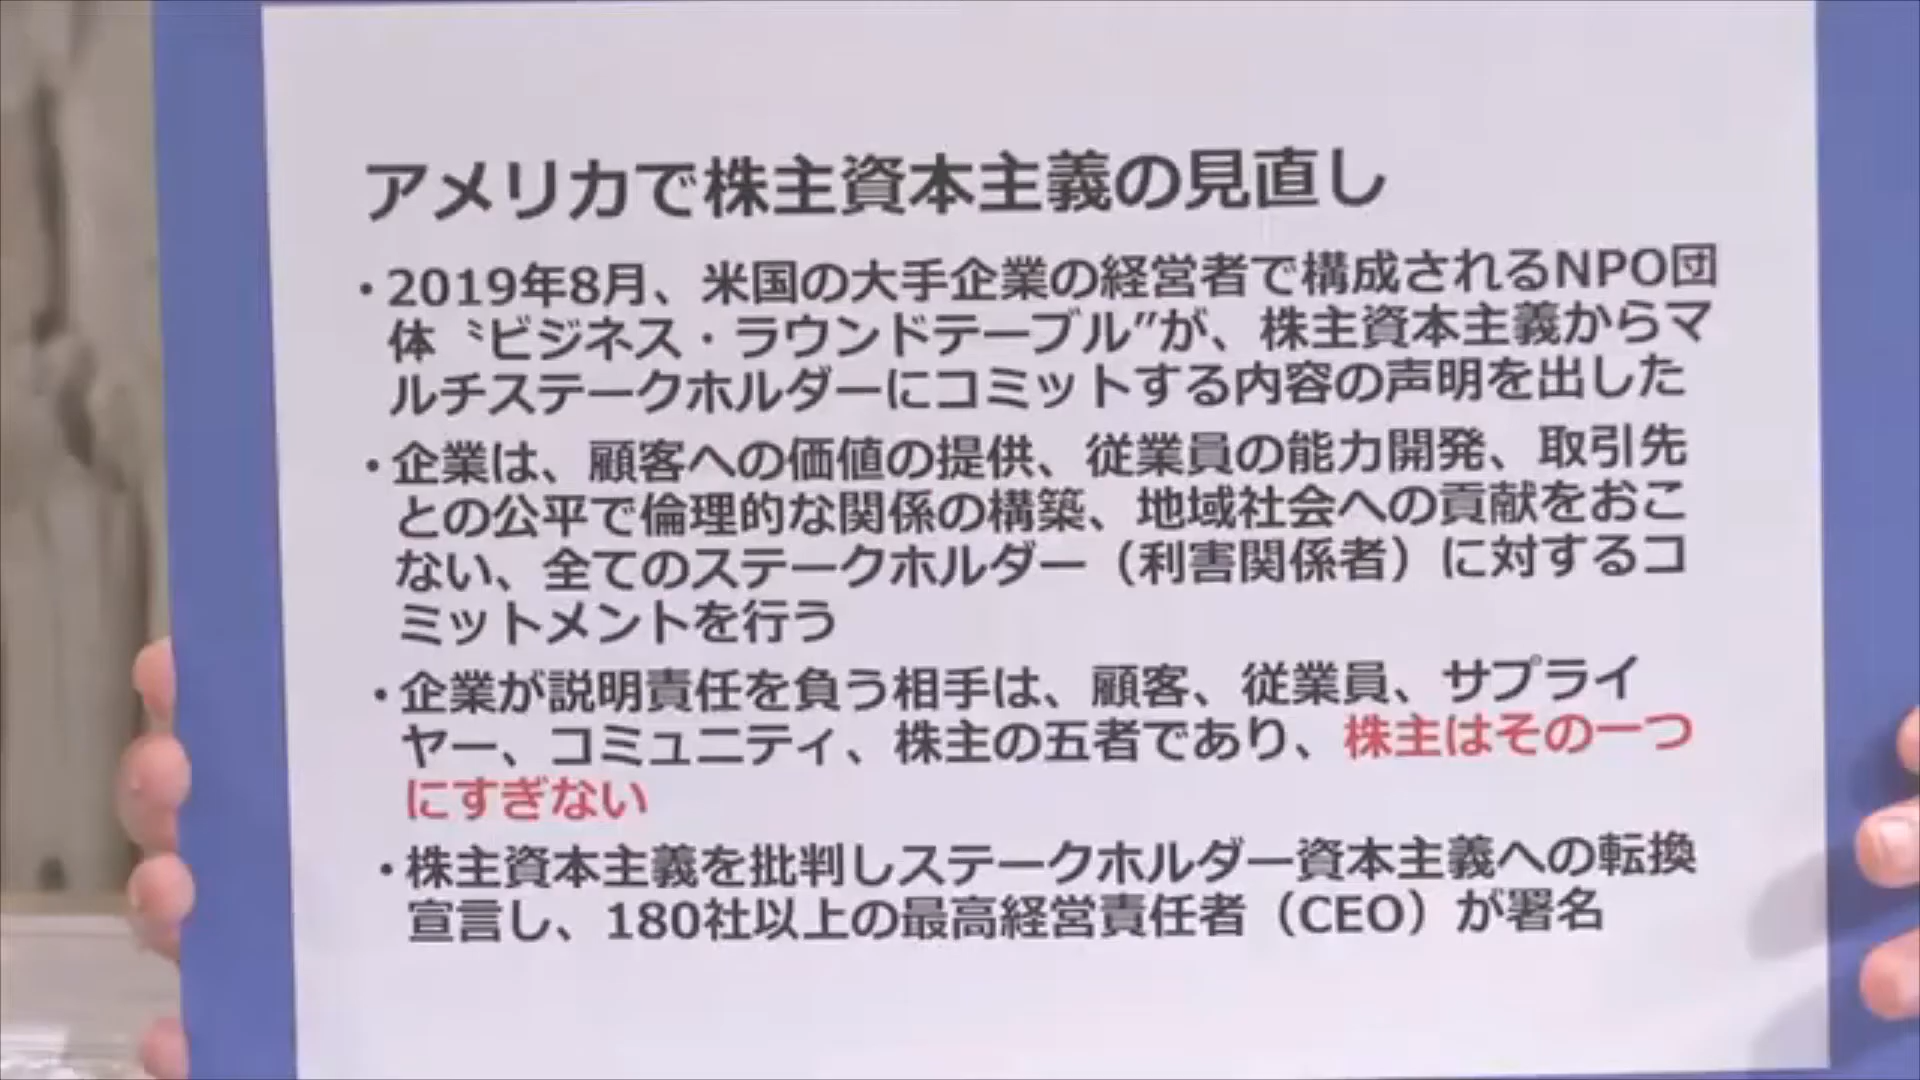 アメリカで株主資本主義の見直し
・2019年8月、米国の大手企業の経営者で構成されるNPO団
体〝ビジネス・ラウンドテーブル”が、株主資本主義からマ
ルチステークホルダーにコミットする内容の声明を出した
・企業は、顧客への価値の提供、従業員の能力開発、取引先
との公平で倫理的な関係の構築、地域社会への貢献をおこ
ない、全てのステークホルダー（利害関係者）に対するコ
ミットメントを行う
・企業が説明責任を負う相手は、顧客、従業員、サプライ
ヤー、コミュニティ、株主の五者であり、株主はその一つ
にすぎない
・株主資本主義を批判しステークホルダー資本主義への転換
宣言し、180社以上の最高経営責任者（CEO）が署名